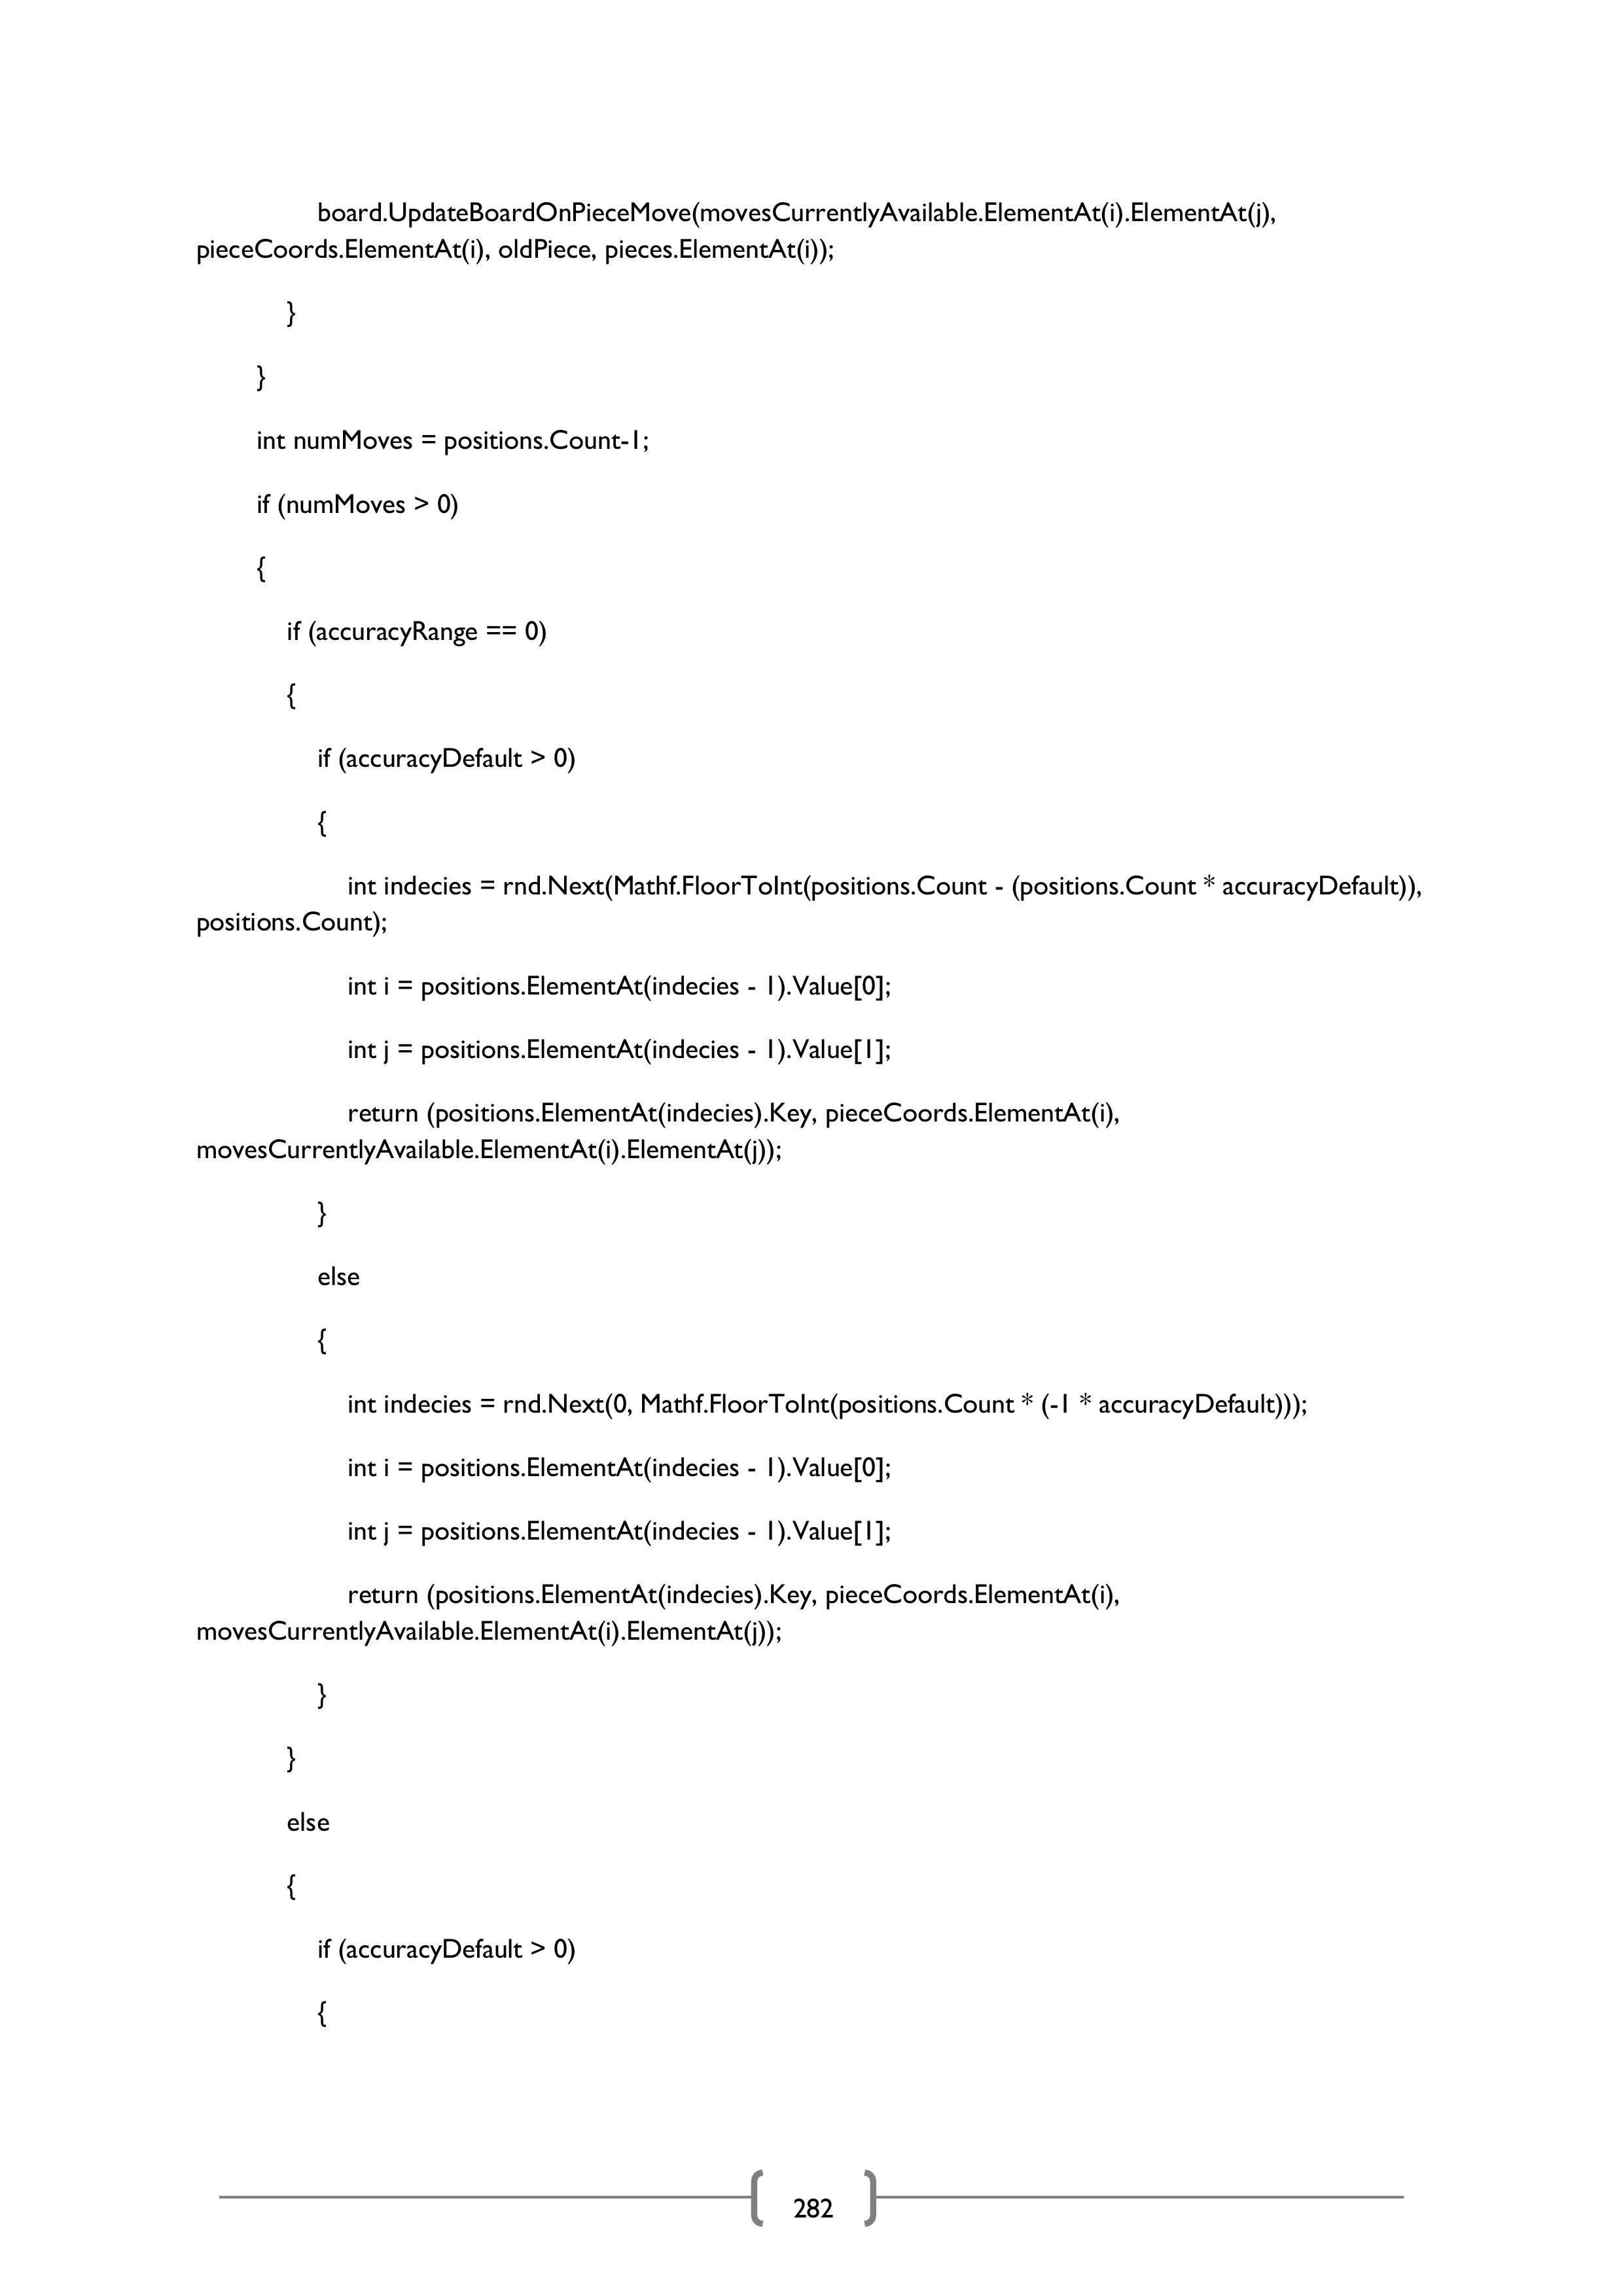 board.UpdateBoardOnPieceMove(movesCurrentlyAvailable.ElementAt(i).ElementAt(j),
pieceCoords.ElementAt(i), oldPiece, pieces.ElementAt(i));
}
}
int numMoves = positions.Count-1;
if (numMoves > 0)
{
if (accuracyRange == 0)
{
if (accuracyDefault > 0)
{
int indecies = rnd.Next(Mathf.FloorToInt(positions.Count - (positions.Count * accuracyDefault)),
positions.Count);
int i = positions.ElementAt(indecies - 1).Value[0];
int j = positions.ElementAt(indecies - 1).Value[1];
return (positions.ElementAt(indecies).Key, pieceCoords.ElementAt(i),
movesCurrentlyAvailable.ElementAt(i).ElementAt(j));
}
else
{
int indecies = rnd.Next(0, Mathf.FloorToInt(positions.Count * (-1 * accuracyDefault)));
int i = positions.ElementAt(indecies - 1).Value[0];
int j = positions.ElementAt(indecies - 1).Value[1];
return (positions.ElementAt(indecies).Key, pieceCoords.ElementAt(i),
movesCurrentlyAvailable.ElementAt(i).ElementAt(j));
}
}
else
{
if (accuracyDefault > 0)
{
282